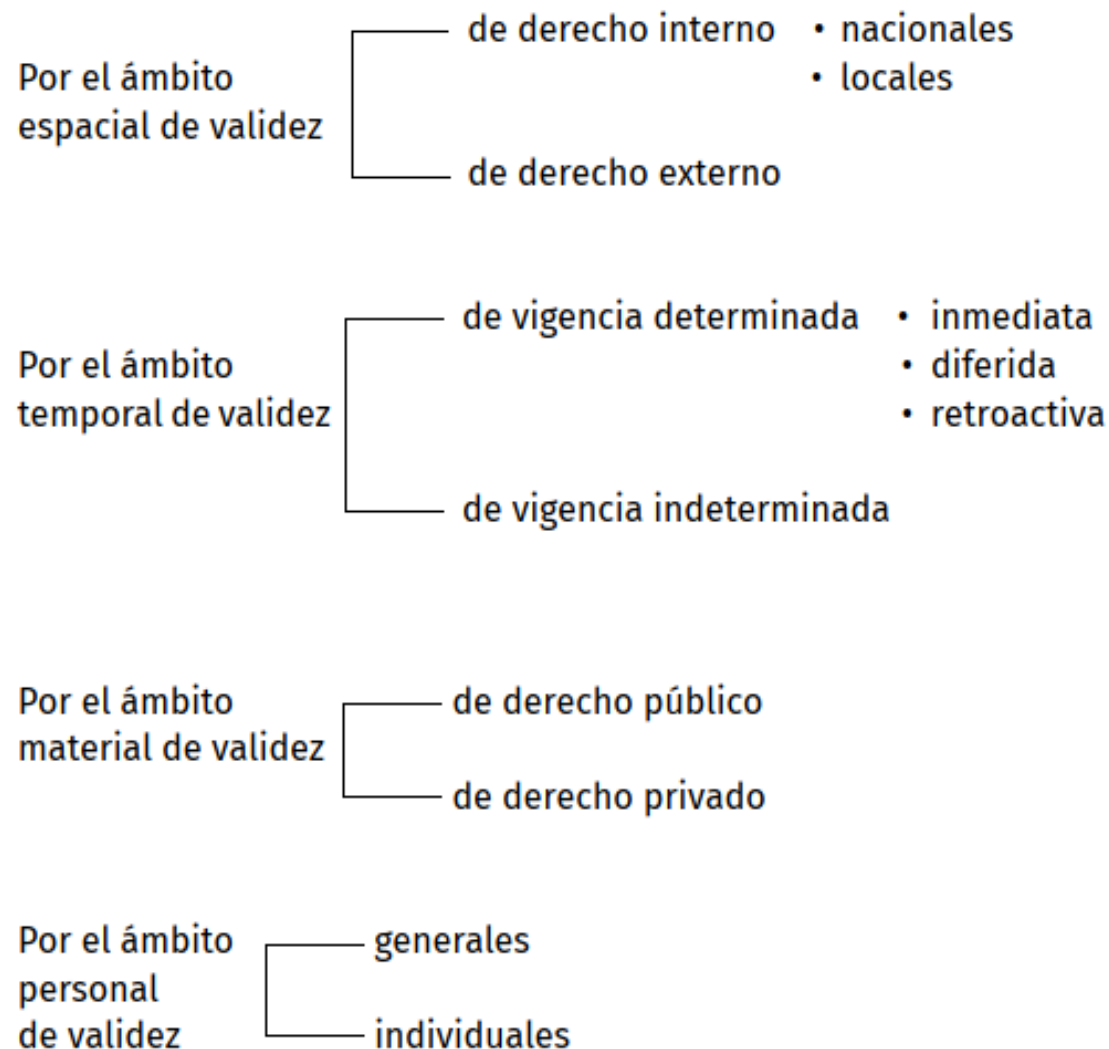 de derecho interno • nacionales
Por el ámbito • locales
espacial de validez
de derecho externo
de vigencia determinada • inmediata
Por el ámbito • diferida
temporal de validez • retroactiva
de vigencia indeterminada
Por el ámbito de derecho público
material de validez
de derecho privado
Por el ámbito generales
personal
de validez individuales